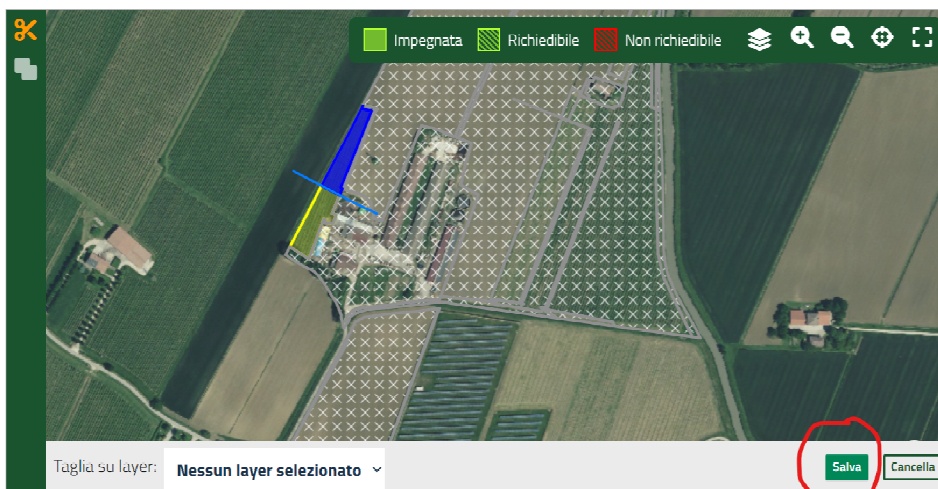 Impegnata
Richiedibile
Non richiedibile
Taglia su layer:
Nessun layer selezionato
Salva
Cancella